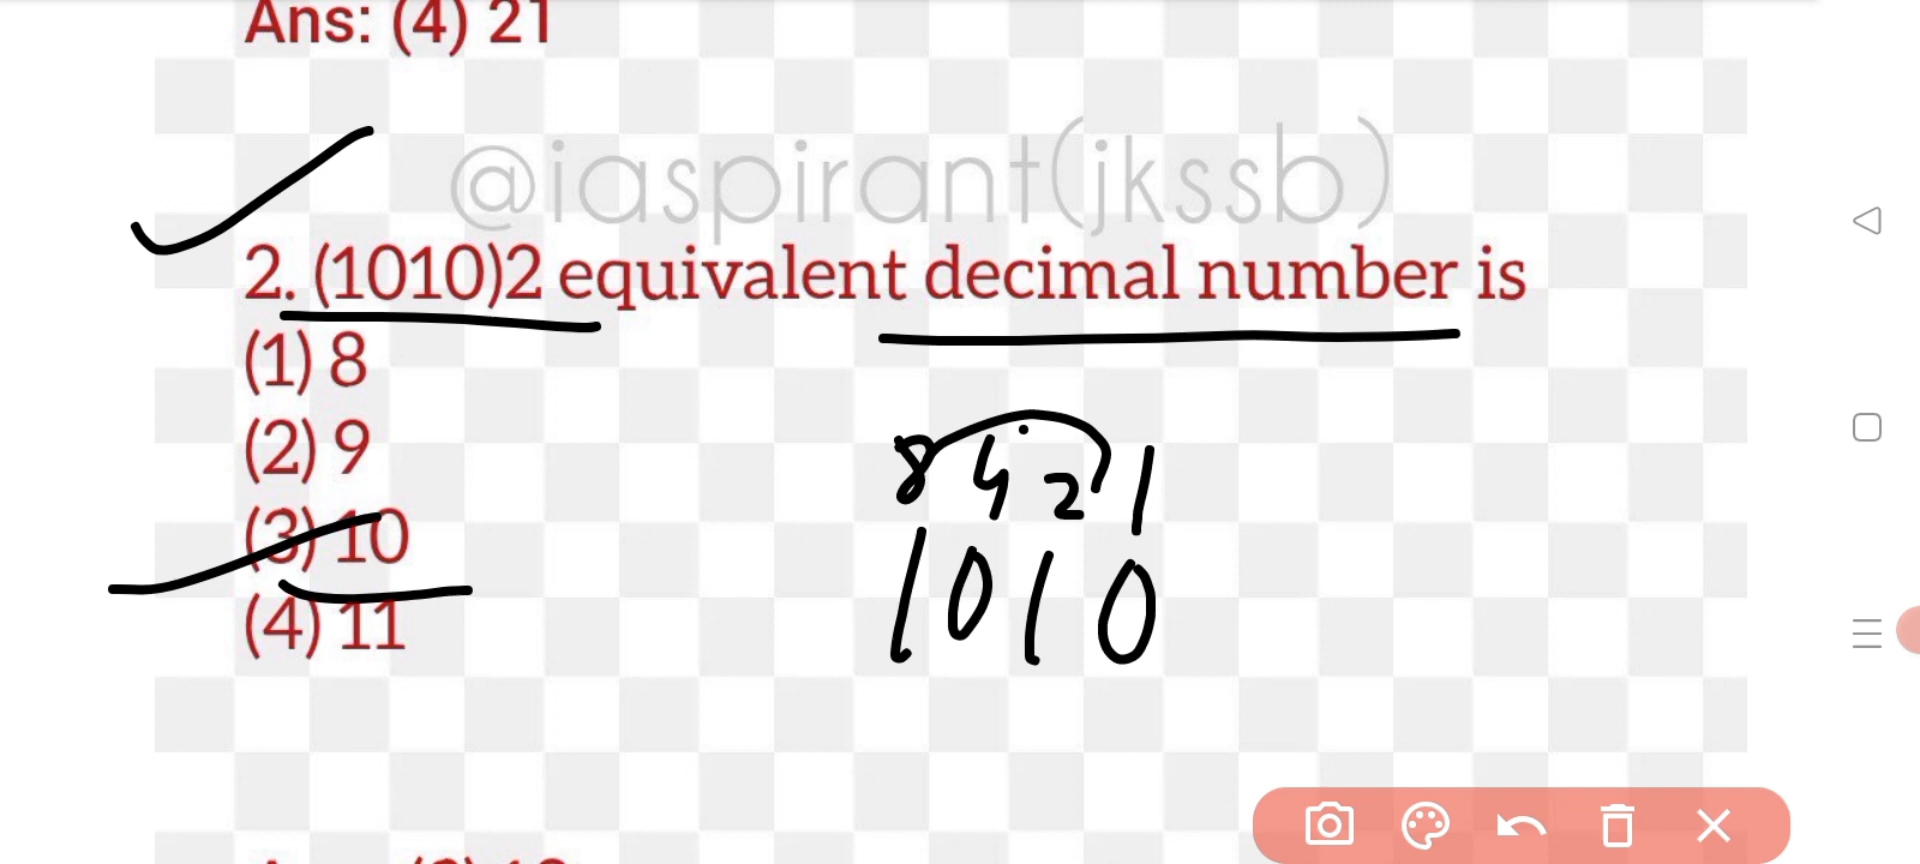 Ans: (4) 21
@iaspirant(jkssb)
2. (1010)2 equivalent decimal number is
(1) 8
(2) 9
(3) 10
(4) 11
8 4 2 1
1 0 1 0